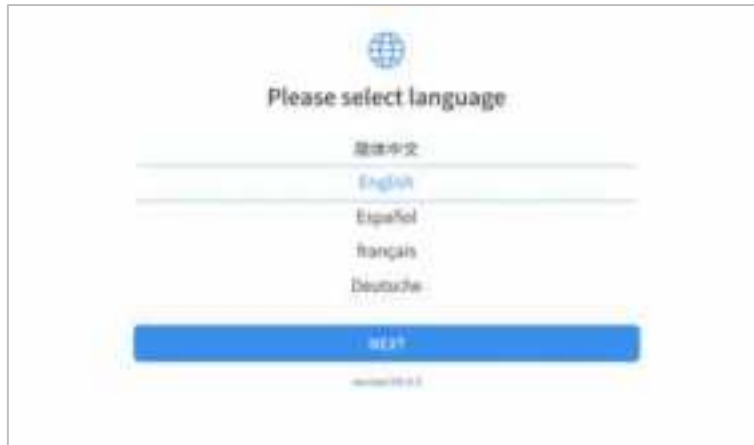 Please select language
简体中文
English
Español
français
Deutsche
NEXT